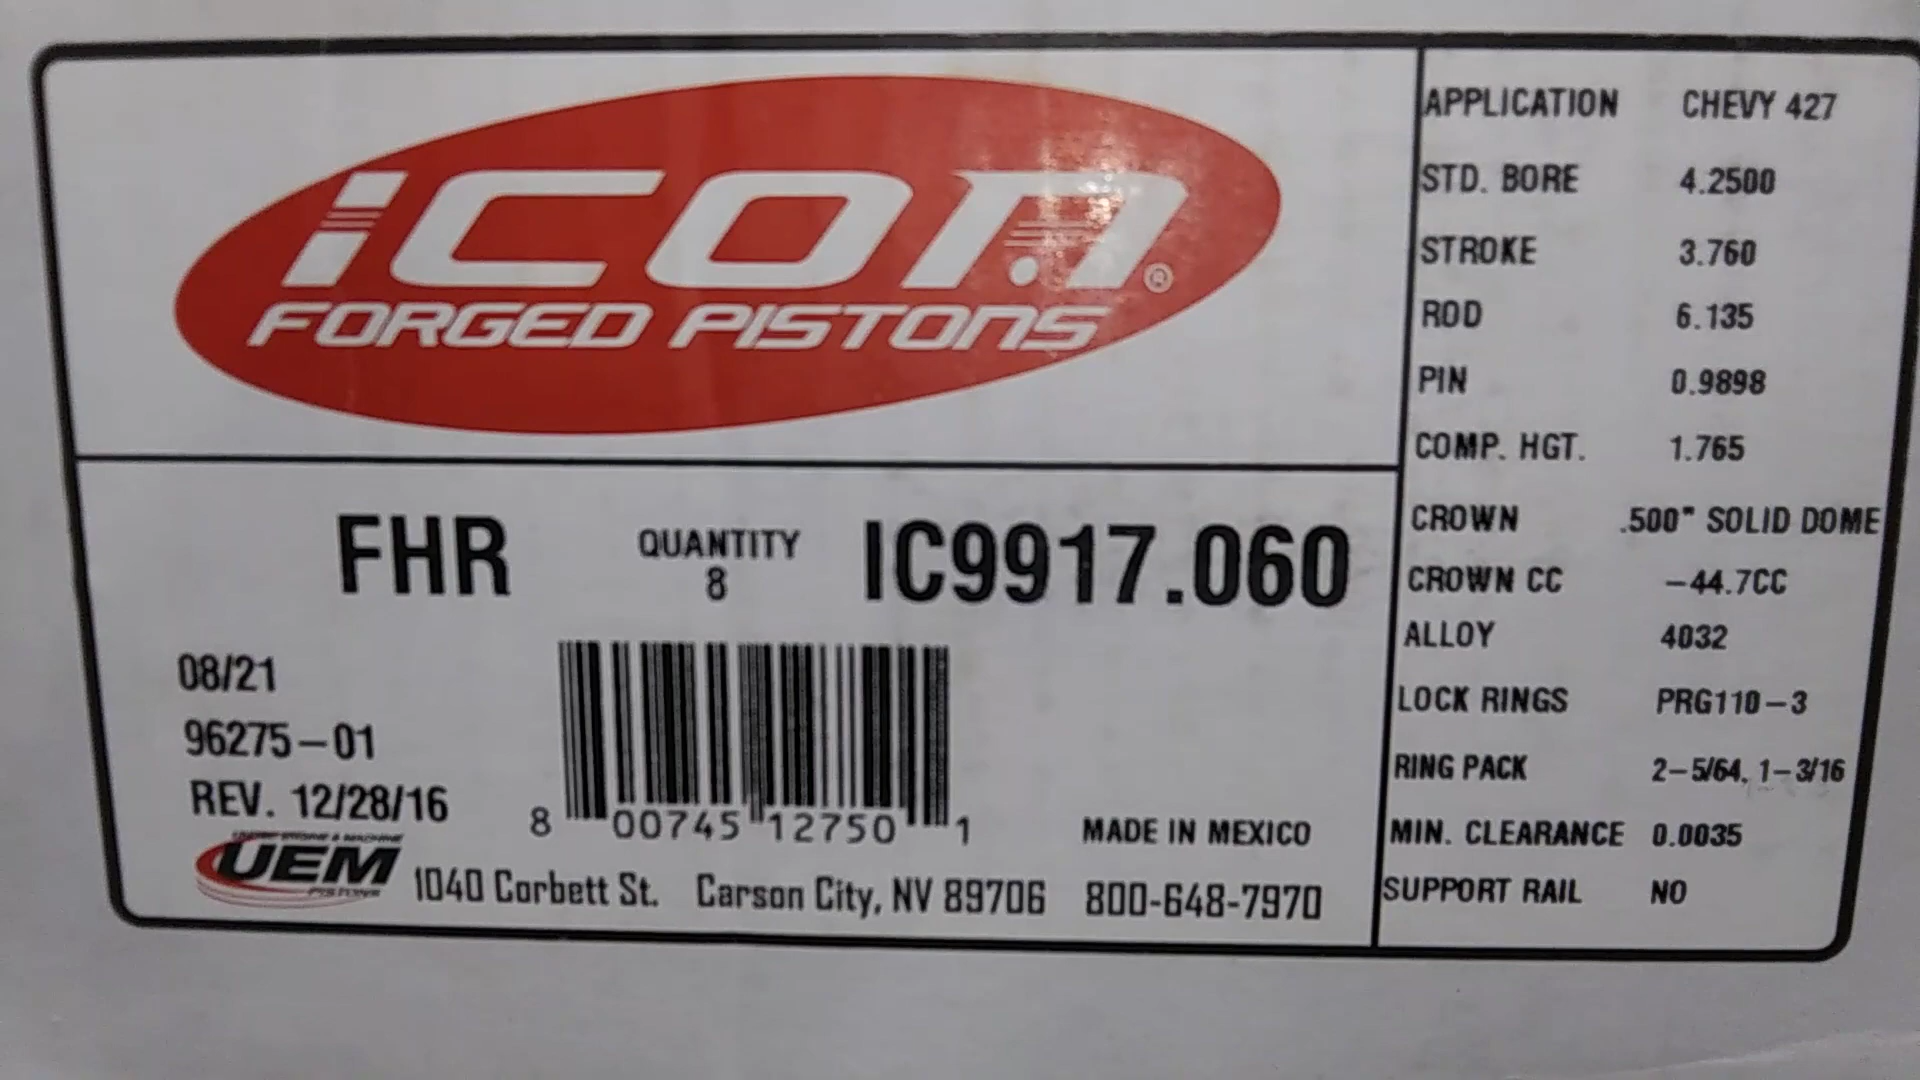 iCON®
FORGED PISTONS
FHR
QUANTITY
8
IC9917.060
08/21
96275-01
REV. 12/28/16
8 00745 12750 1
MADE IN MEXICO
UEM
PISTONS
1040 Corbett St. Carson City, NV 89706 800-648-7970
APPLICATION CHEVY 427
STD. BORE 4.2500
STROKE 3.760
ROD 6.135
PIN 0.9898
COMP. HGT. 1.765
CROWN .500" SOLID DOME
CROWN CC -44.7CC
ALLOY 4032
LOCK RINGS PRG110-3
RING PACK 2-5/64, 1-3/16
MIN. CLEARANCE 0.0035
SUPPORT RAIL NO